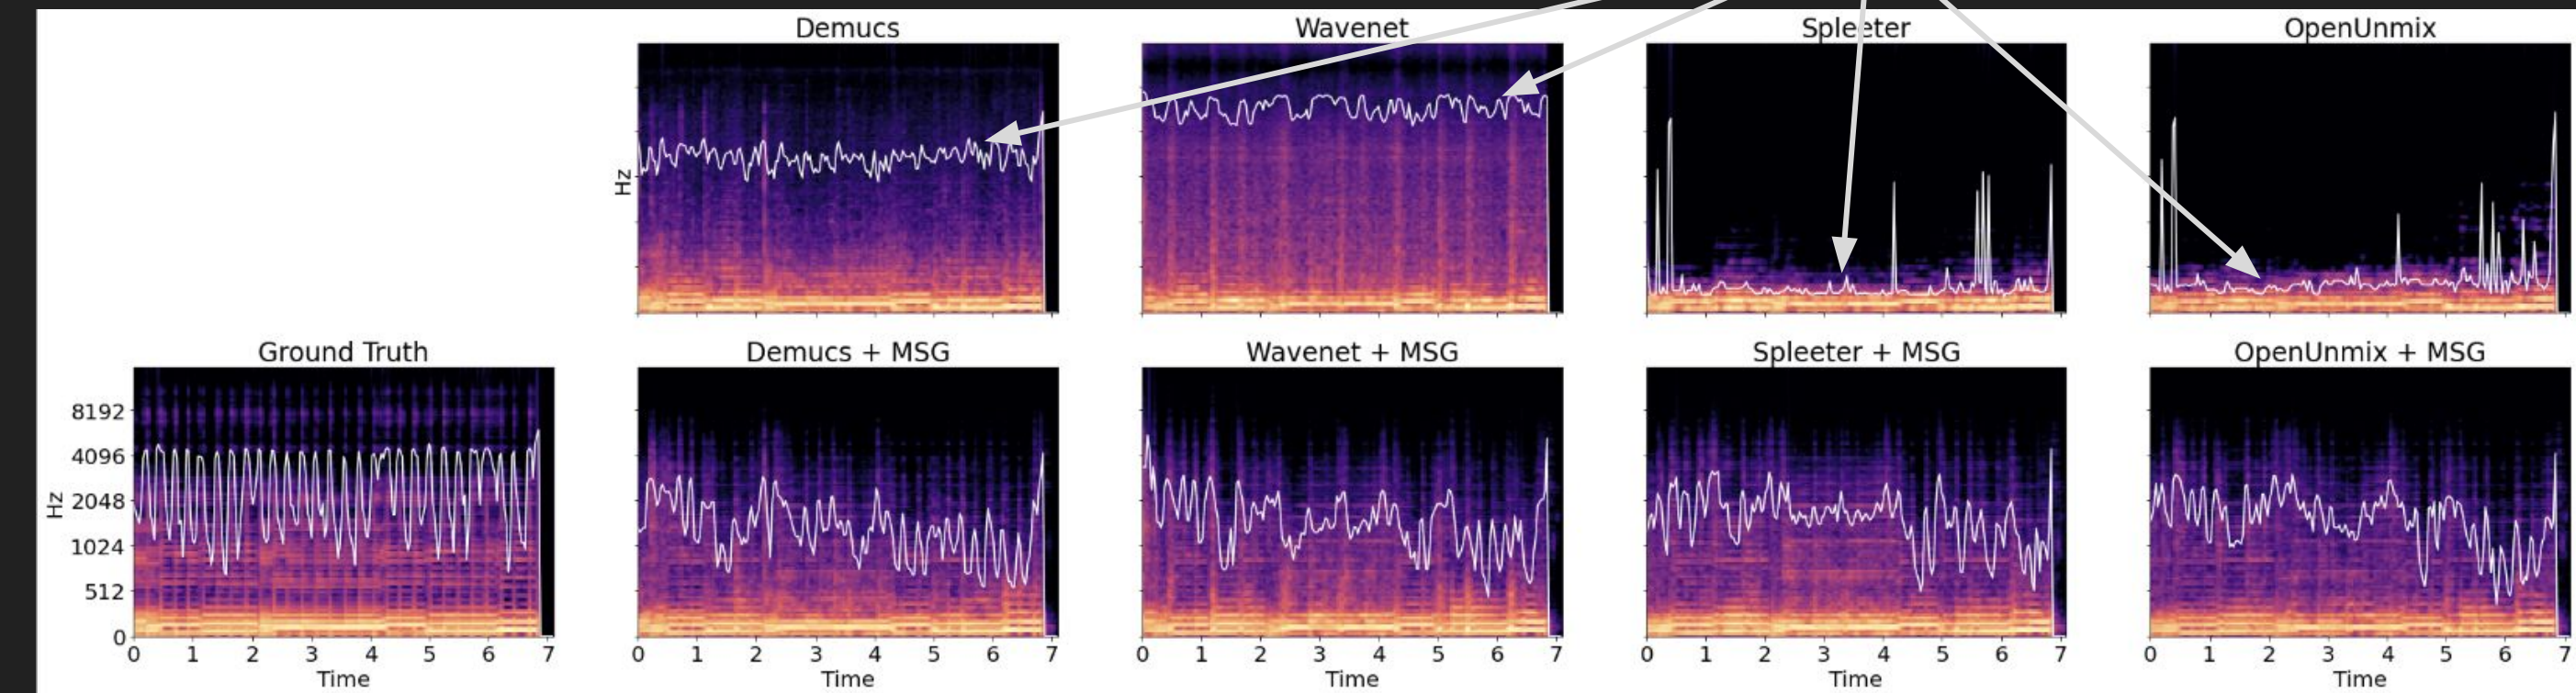 Demucs
Wavenet
Spleeter
OpenUnmix
Hz
Ground Truth
Demucs + MSG
Wavenet + MSG
Spleeter + MSG
OpenUnmix + MSG
8192
4096
2048
1024
512
0
Hz
0 1 2 3 4 5 6 7
0 1 2 3 4 5 6 7
0 1 2 3 4 5 6 7
0 1 2 3 4 5 6 7
0 1 2 3 4 5 6 7
Time
Time
Time
Time
Time